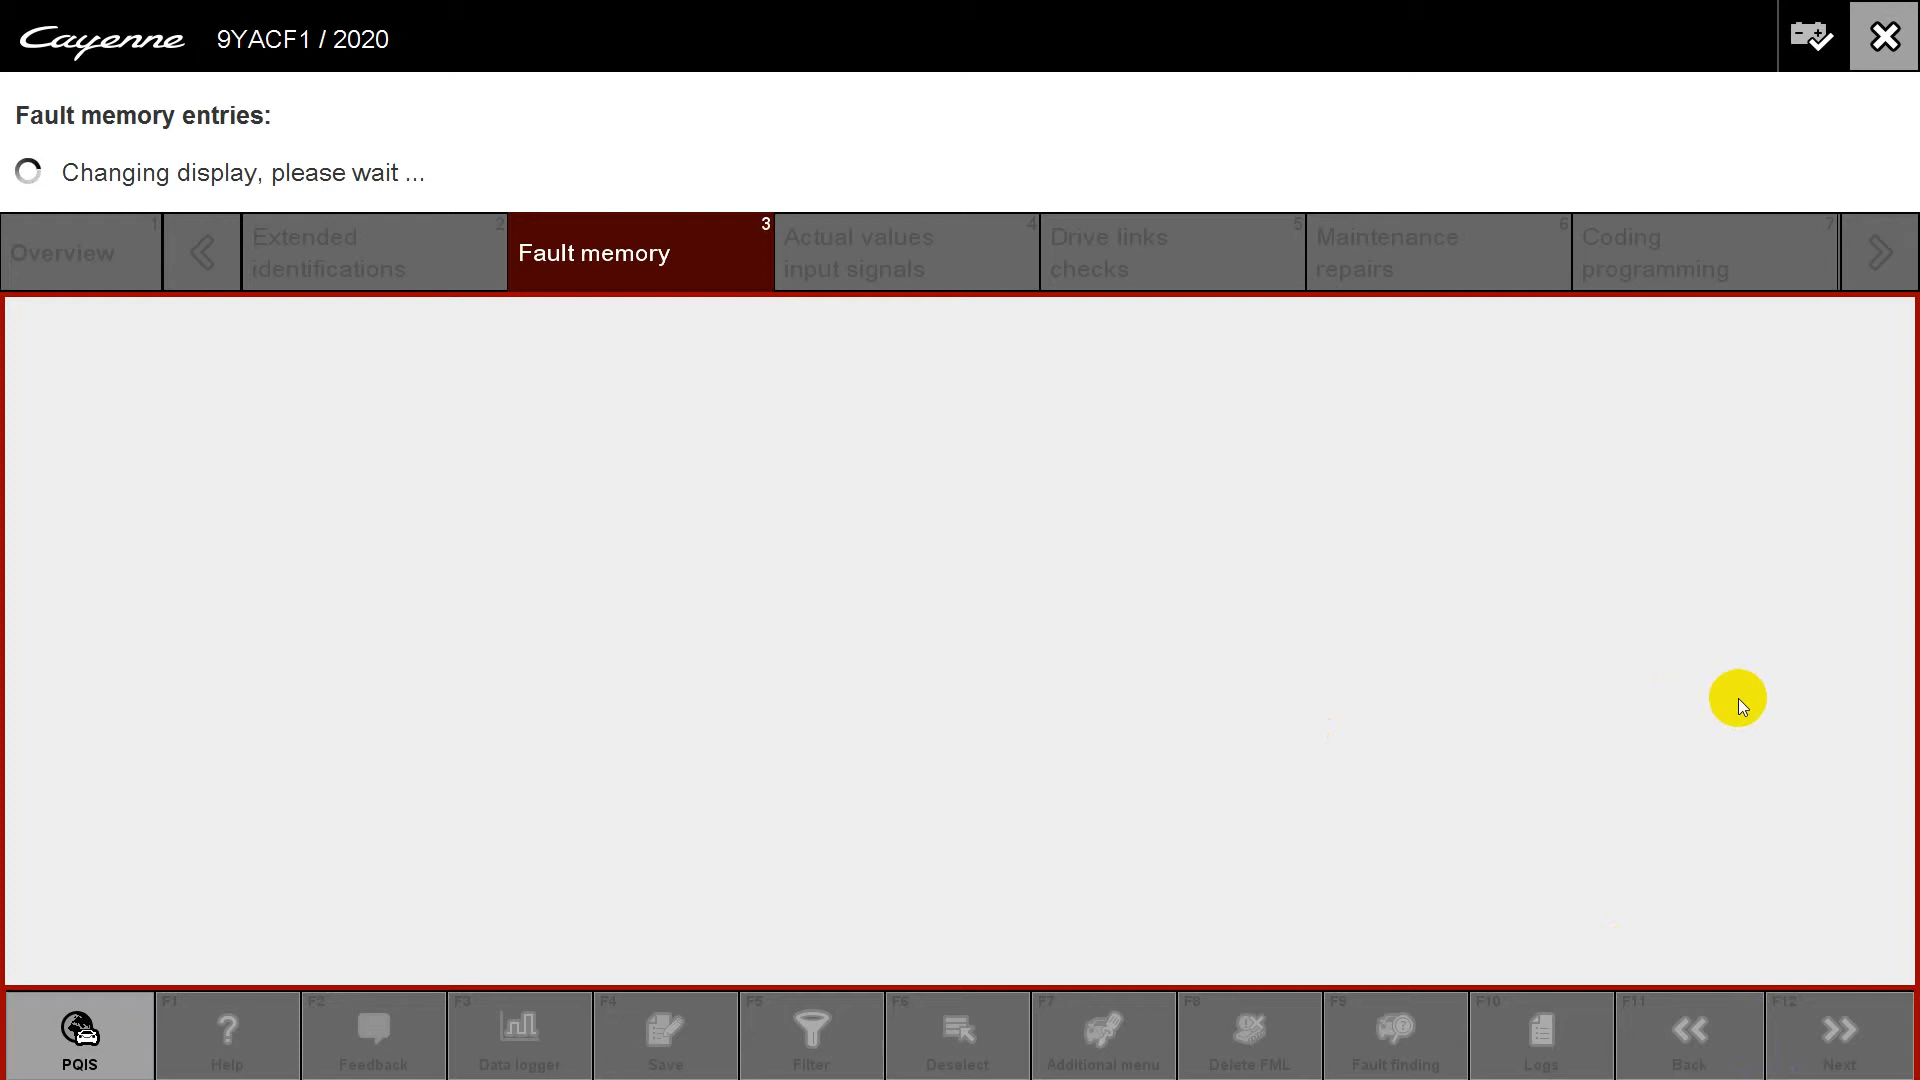 Cayenne 9YACF1 / 2020
Fault memory entries:
Changing display, please wait ...
Overview
1
Extended
identifications
2
Fault memory
3
Actual values
input signals
4
Drive links
checks
5
Maintenance
repairs
6
Coding
programming
7
PQIS
F1
Help
F2
Feedback
F3
Data logger
F4
Save
F5
Filter
F6
Deselect
F7
Additional menu
F8
Delete FML
F9
Fault finding
F10
Logs
F11
Back
F12
Next